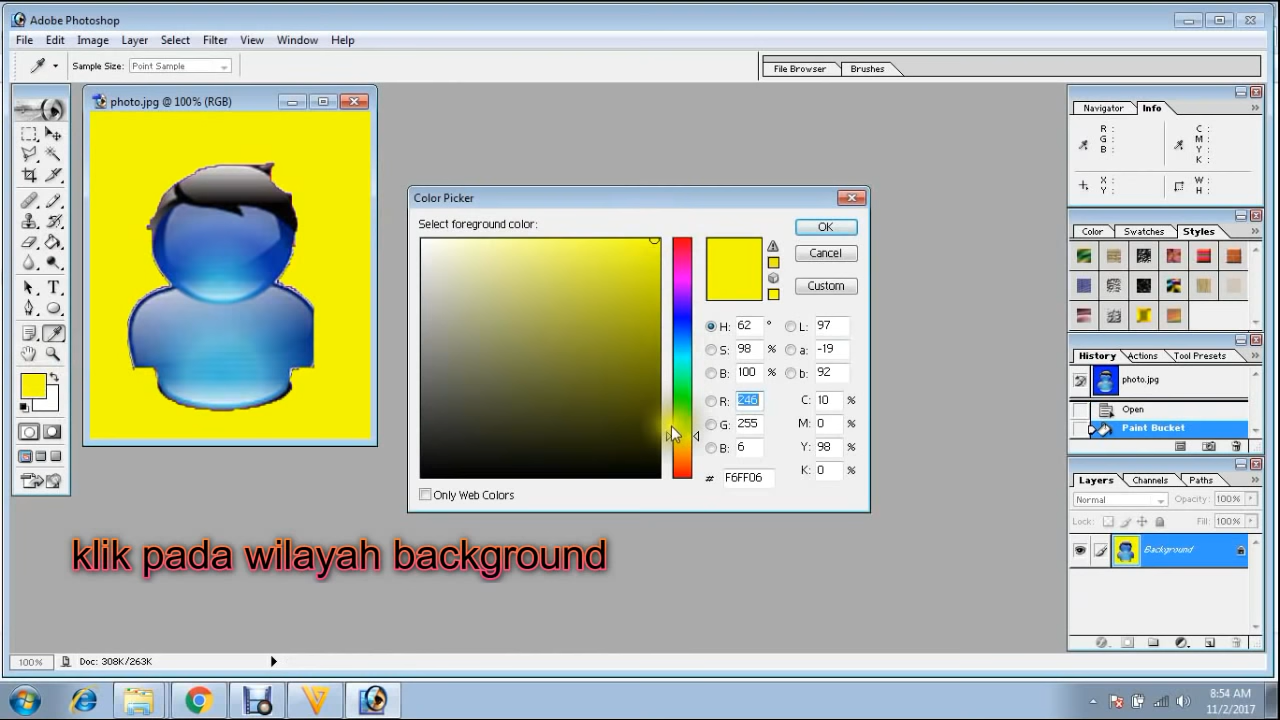 Adobe Photoshop
File Edit Image Layer Select Filter View Window Help
Sample Size: Point Sample
File Browser Brushes
photo.jpg @ 100% (RGB)
Navigator Info
R : C :
G : M :
B : Y :
K :
X : W :
Y : H :
Color Picker
Select foreground color:
OK
Cancel
Custom
H: 62 ° L: 97
S: 98 % a: -19
B: 100 % b: 92
R: 246 C: 10 %
G: 255 M: 0 %
B: 6 Y: 98 %
K: 0 %
# F6FF06
Only Web Colors
Color Swatches Styles
History Actions Tool Presets
photo.jpg
Open
Paint Bucket
Layers Channels Paths
Normal Opacity: 100%
Lock: Fill: 100%
Background
klik pada wilayah background
100% Doc: 308K/263K
8:54 AM
11/2/2017